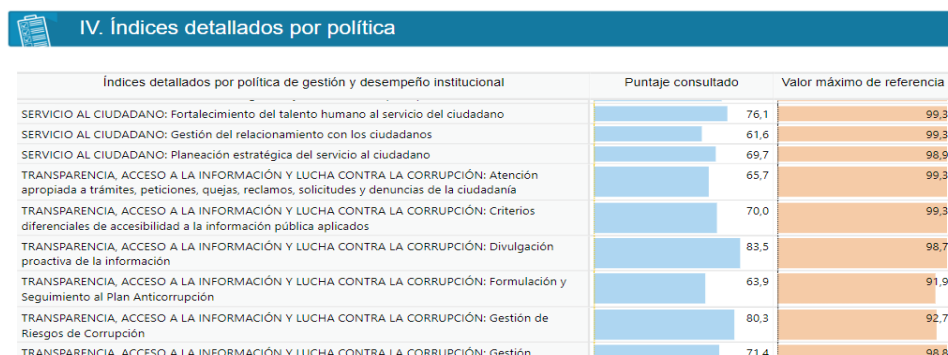 IV. Índices detallados por política
Índices detallados por política de gestión y desempeño institucional Puntaje consultado Valor máximo de referencia
SERVICIO AL CIUDADANO: Fortalecimiento del talento humano al servicio del ciudadano 76,1 99,3
SERVICIO AL CIUDADANO: Gestión del relacionamiento con los ciudadanos 61,6 99,3
SERVICIO AL CIUDADANO: Planeación estratégica del servicio al ciudadano 69,7 98,9
TRANSPARENCIA, ACCESO A LA INFORMACIÓN Y LUCHA CONTRA LA CORRUPCIÓN: Atención 65,7 99,3
apropiada a trámites, peticiones, quejas, reclamos, solicitudes y denuncias de la ciudadanía
TRANSPARENCIA, ACCESO A LA INFORMACIÓN Y LUCHA CONTRA LA CORRUPCIÓN: Criterios 70,0 99,3
diferenciales de accesibilidad a la información pública aplicados
TRANSPARENCIA, ACCESO A LA INFORMACIÓN Y LUCHA CONTRA LA CORRUPCIÓN: Divulgación 83,5 98,7
proactiva de la información
TRANSPARENCIA, ACCESO A LA INFORMACIÓN Y LUCHA CONTRA LA CORRUPCIÓN: Formulación y 63,9 91,9
Seguimiento al Plan Anticorrupción
TRANSPARENCIA, ACCESO A LA INFORMACIÓN Y LUCHA CONTRA LA CORRUPCIÓN: Gestión de 80,3 92,7
Riesgos de Corrupción
TRANSPARENCIA, ACCESO A LA INFORMACIÓN Y LUCHA CONTRA LA CORRUPCIÓN: Gestión 71,4 98,8